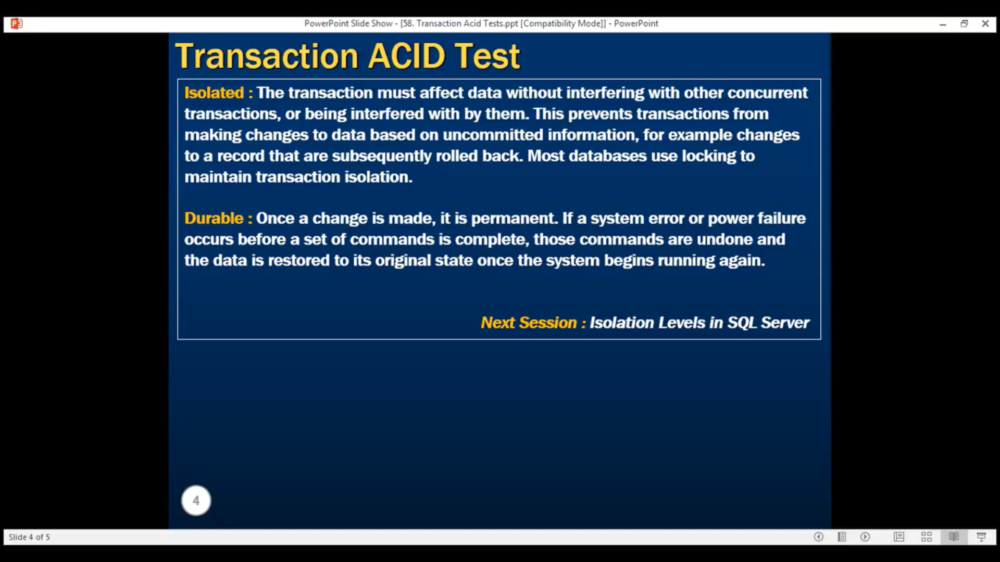 PowerPoint Slide Show - [58. Transaction Acid Tests.ppt [Compatibility Mode]] - PowerPoint
Transaction ACID Test
Isolated : The transaction must affect data without interfering with other concurrent
transactions, or being interfered with by them. This prevents transactions from
making changes to data based on uncommitted information, for example changes
to a record that are subsequently rolled back. Most databases use locking to
maintain transaction isolation.
Durable : Once a change is made, it is permanent. If a system error or power failure
occurs before a set of commands is complete, those commands are undone and
the data is restored to its original state once the system begins running again.
Next Session : Isolation Levels in SQL Server
4
Slide 4 of 5